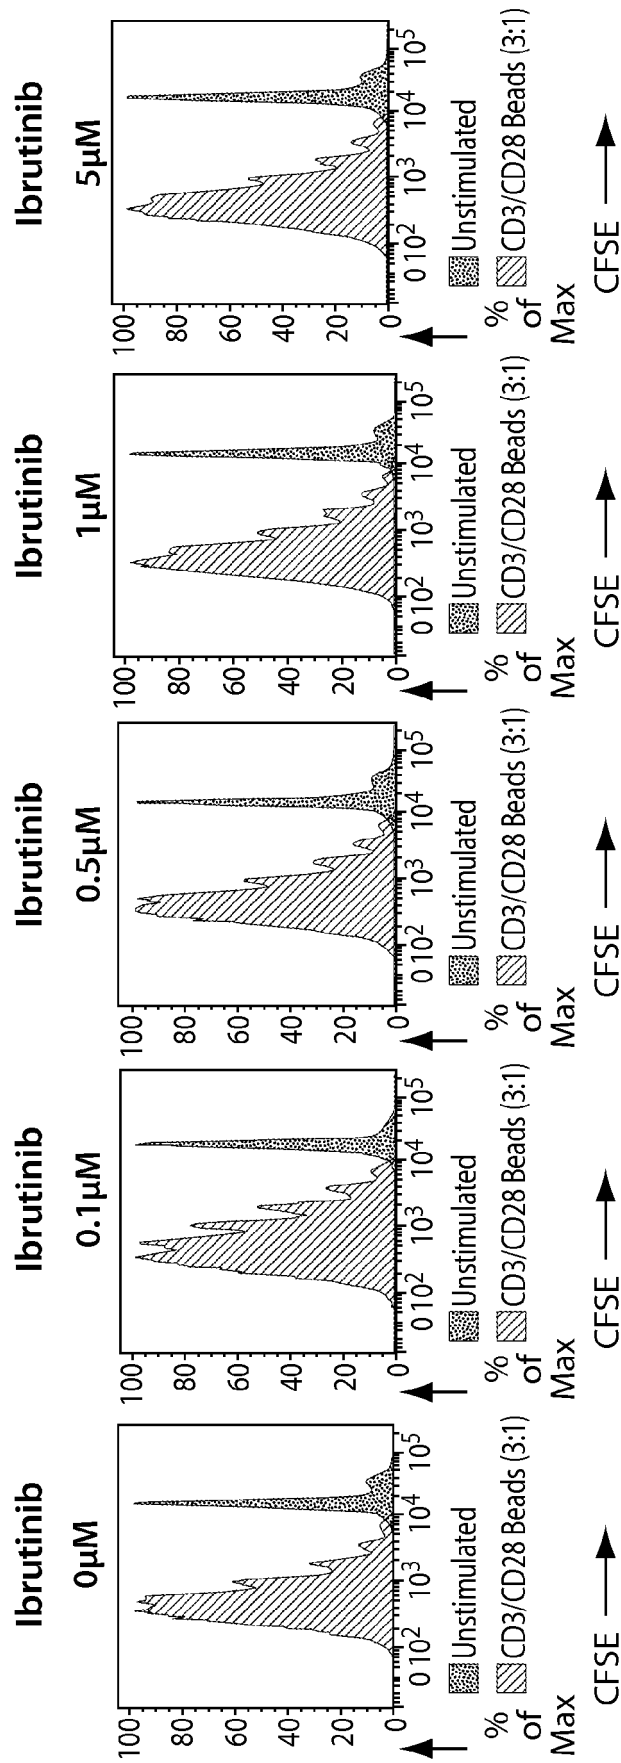 Ibrutinib
0μM
100
80
60
40
20
0
0 10² 10³ 10⁴ 10⁵
% of Max
Unstimulated
CD3/CD28 Beads (3:1)
CFSE
Ibrutinib
0.1μM
100
80
60
40
20
0
0 10² 10³ 10⁴ 10⁵
% of Max
Unstimulated
CD3/CD28 Beads (3:1)
CFSE
Ibrutinib
0.5μM
100
80
60
40
20
0
0 10² 10³ 10⁴ 10⁵
% of Max
Unstimulated
CD3/CD28 Beads (3:1)
CFSE
Ibrutinib
1μM
100
80
60
40
20
0
0 10² 10³ 10⁴ 10⁵
% of Max
Unstimulated
CD3/CD28 Beads (3:1)
CFSE
Ibrutinib
5μM
100
80
60
40
20
0
0 10² 10³ 10⁴ 10⁵
% of Max
Unstimulated
CD3/CD28 Beads (3:1)
CFSE